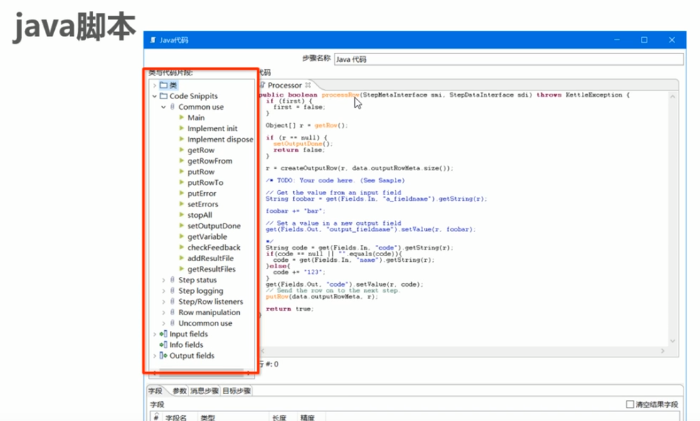 java脚本
Java代码
步骤名称 Java 代码
类与代码片段:
代码
类
Code Snippits
Common use
Main
Implement init
Implement dispose
getRow
getRowFrom
putRow
putRowTo
putError
setErrors
stopAll
setOutputDone
getVariable
checkFeedback
addResultFile
getResultFiles
Step status
Step logging
Step/Row listeners
Row manipulation
Uncommon use
Input fields
Info fields
Output fields
Processor
public boolean processRow(StepMetaInterface smi, StepDataInterface sdi) throws KettleException {
if (first) {
first = false;
}
Object[] r = getRow();
if (r == null) {
setOutputDone();
return false;
}
r = createOutputRow(r, data.outputRowMeta.size());
/* TODO: Your code here. (See Sample)
// Get the value from an input field
String foobar = get(Fields.In, "a_fieldname").getString(r);
foobar += "bar";
// Set a value in a new output field
get(Fields.Out, "output_fieldname").setValue(r, foobar);
*/
String code = get(Fields.In, "code").getString(r);
if(code == null || "".equals(code)){
code = get(Fields.In, "name").getString(r);
}else{
code += "123";
}
get(Fields.Out, "code").setValue(r, code);
// Send the row on to the next step.
putRow(data.outputRowMeta, r);
return true;
}
行 #: 0
字段 参数 消息步骤 目标步骤
字段
清空结果字段
# 字段名 类型 长度 精度